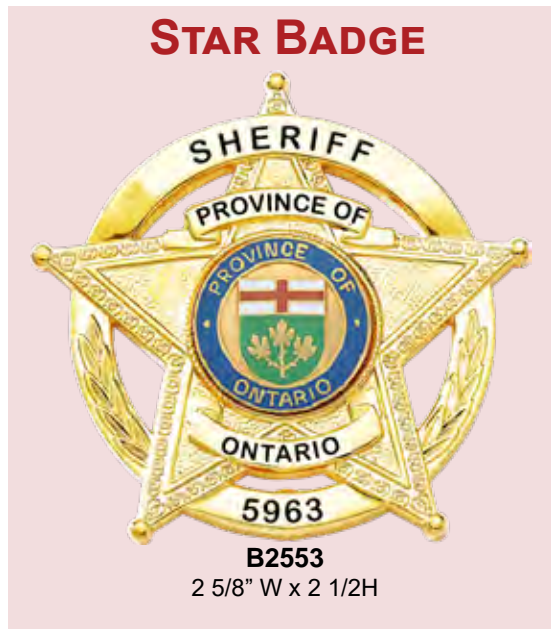 STAR BADGE
SHERIFF
PROVINCE OF
PROVINCE OF
ONTARIO
ONTARIO
5963
B2553
2 5/8” W x 2 1/2H